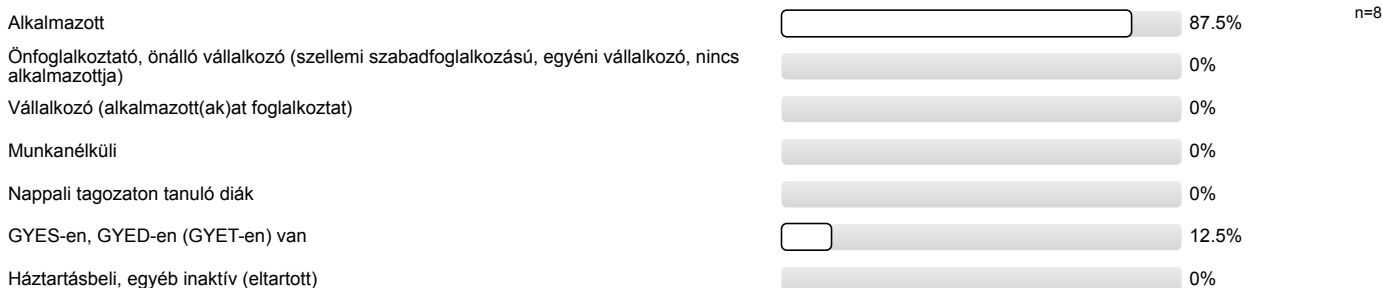 Alkalmazott 87.5% n=8
Önfoglalkoztató, önálló vállalkozó (szellemi szabadfoglalkozású, egyéni vállalkozó, nincs
alkalmazottja) 0%
Vállalkozó (alkalmazott(ak)at foglalkoztat) 0%
Munkanélküli 0%
Nappali tagozaton tanuló diák 0%
GYES-en, GYED-en (GYET-en) van 12.5%
Háztartásbeli, egyéb inaktív (eltartott) 0%